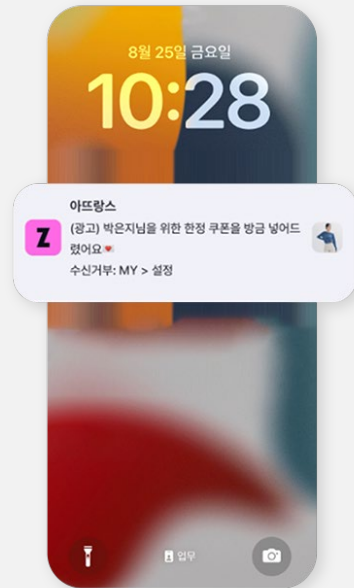 8월 25일 금요일
10:28
아뜨랑스
Z
(광고) 박은지님을 위한 한정 쿠폰을 방금 넣어드
렸어요💌
수신거부: MY > 설정
업무